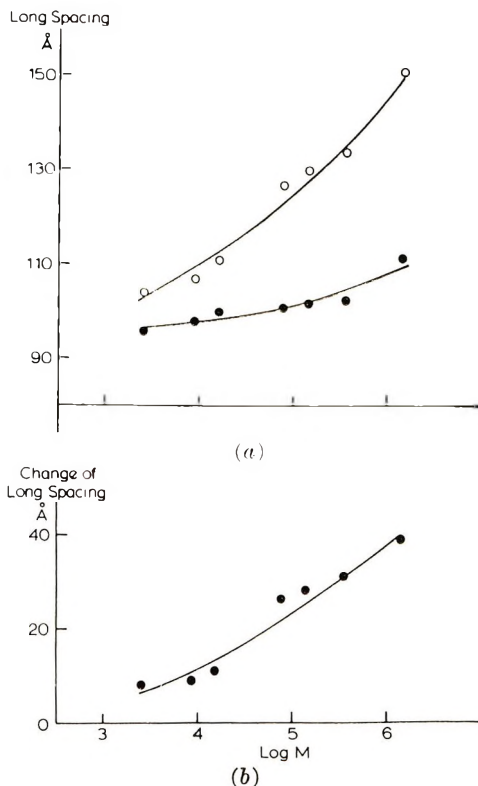 Long Spacing
Å
150
130
110
90
(a)
Change of
Long Spacing
Å
40
20
0
3 4 5 6
Log M
(b)